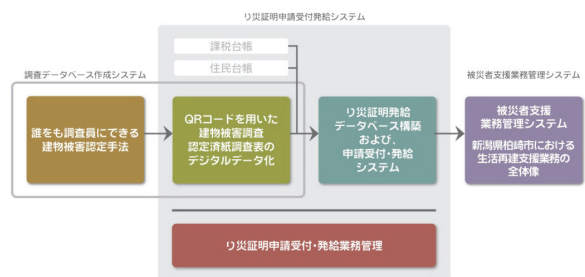 り災証明申請受付発給システム
課税台帳
住民台帳
調査データベース作成システム
被災者支援業務管理システム
誰をも調査員にできる
建物被害認定手法
QRコードを用いた
建物被害調査
認定済紙調査表の
デジタルデータ化
り災証明発給
データベース構築
および、
申請受付・発給
システム
被災者支援
業務管理システム
新潟県柏崎市における
生活再建支援業務の
全体像
り災証明申請受付・発給業務管理